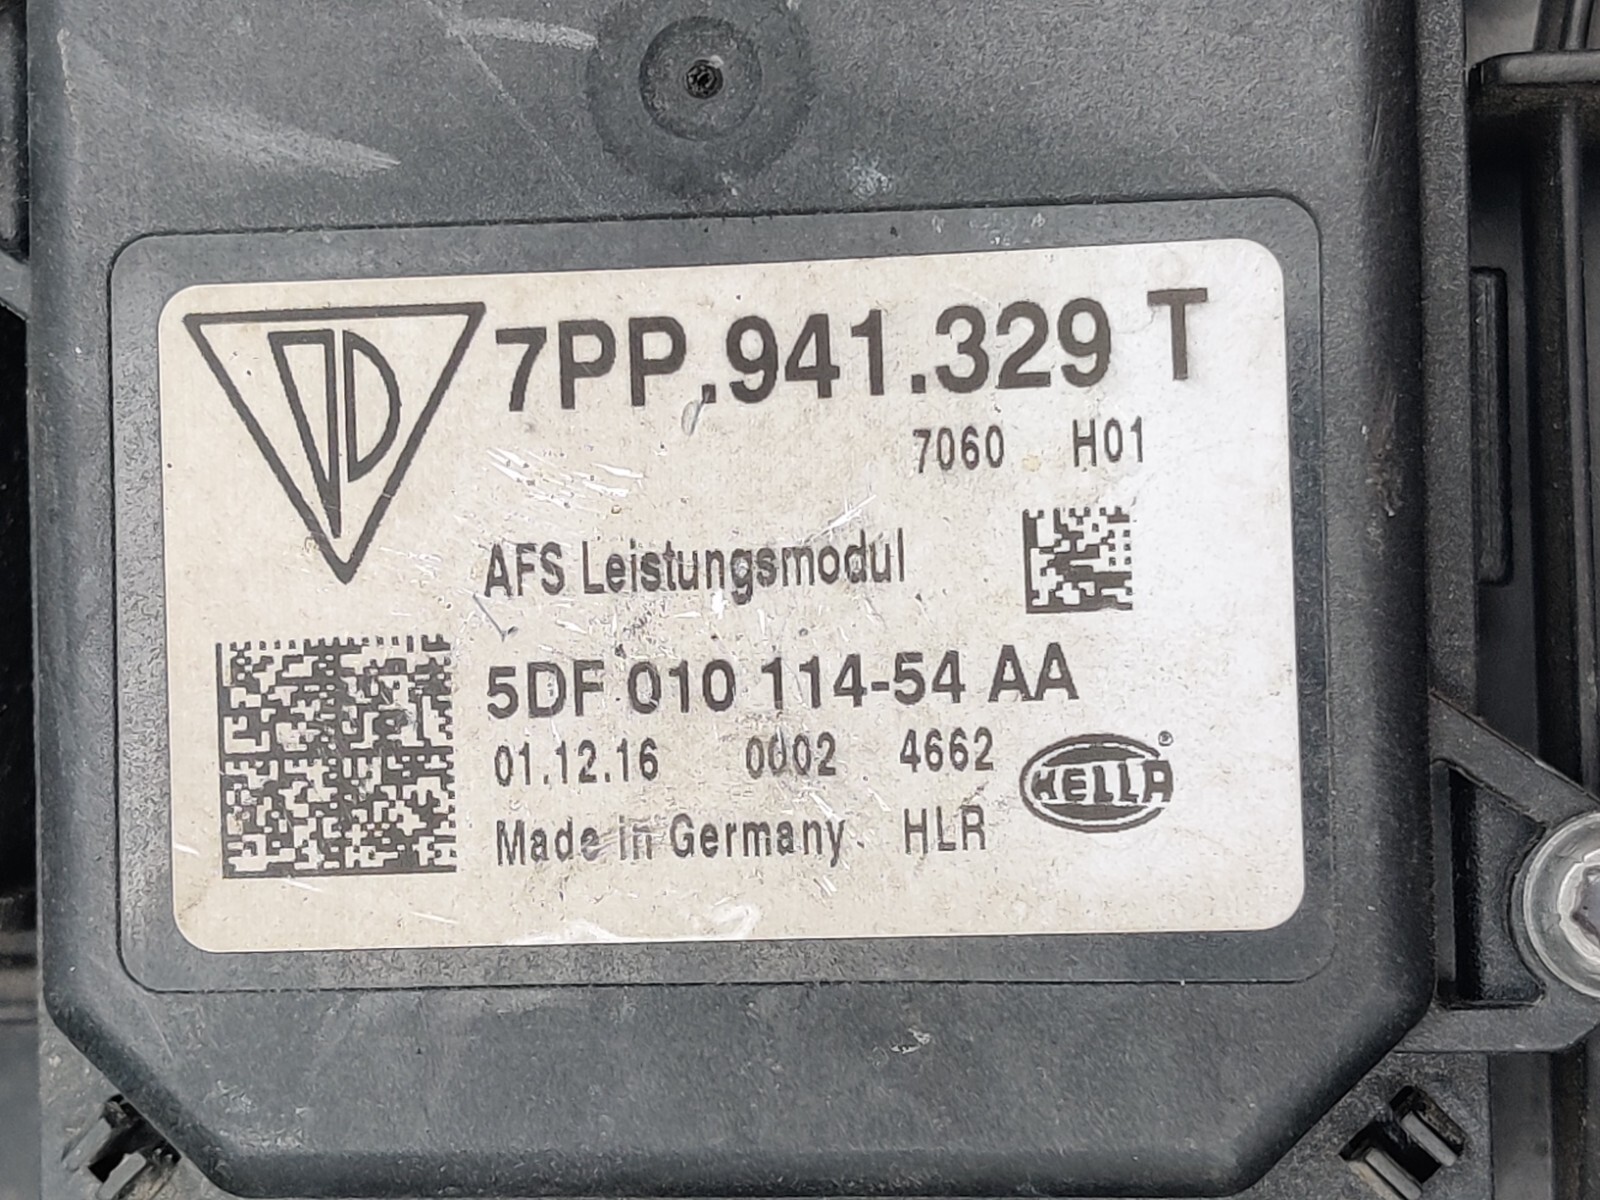 7PP.941.329 T
7060 H01
AFS Leistungsmodul
5DF 010 114-54 AA
01.12.16 0002 4662
HELLA ®
Made in Germany. HLR